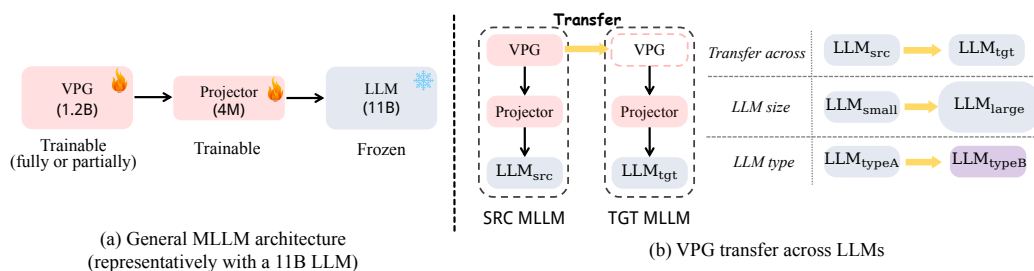 VPG
(1.2B)
Projector
(4M)
LLM
(11B)
Trainable
(fully or partially)
Trainable
Frozen
(a) General MLLM architecture
(representatively with a 11B LLM)
Transfer
VPG
VPG
Projector
Projector
LLMsrc
LLMtgt
SRC MLLM
TGT MLLM
Transfer across
LLMsrc
LLMtgt
LLM size
LLMsmall
LLMlarge
LLM type
LLMtypeA
LLMtypeB
(b) VPG transfer across LLMs